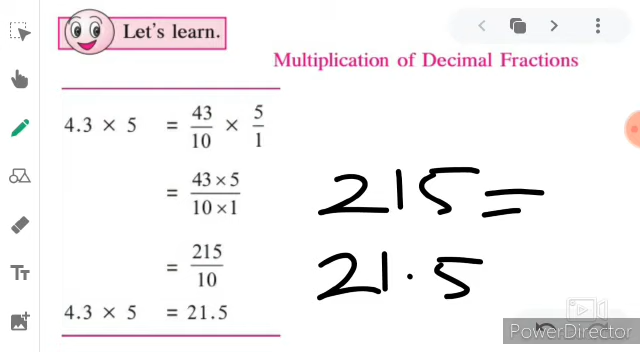 Let's learn.
Multiplication of Decimal Fractions
4.3 × 5 = 43/10 × 5/1
= 43 × 5/10 × 1
= 215/10
4.3 × 5 = 21.5
215 =
21.5
TT
PowerDirector